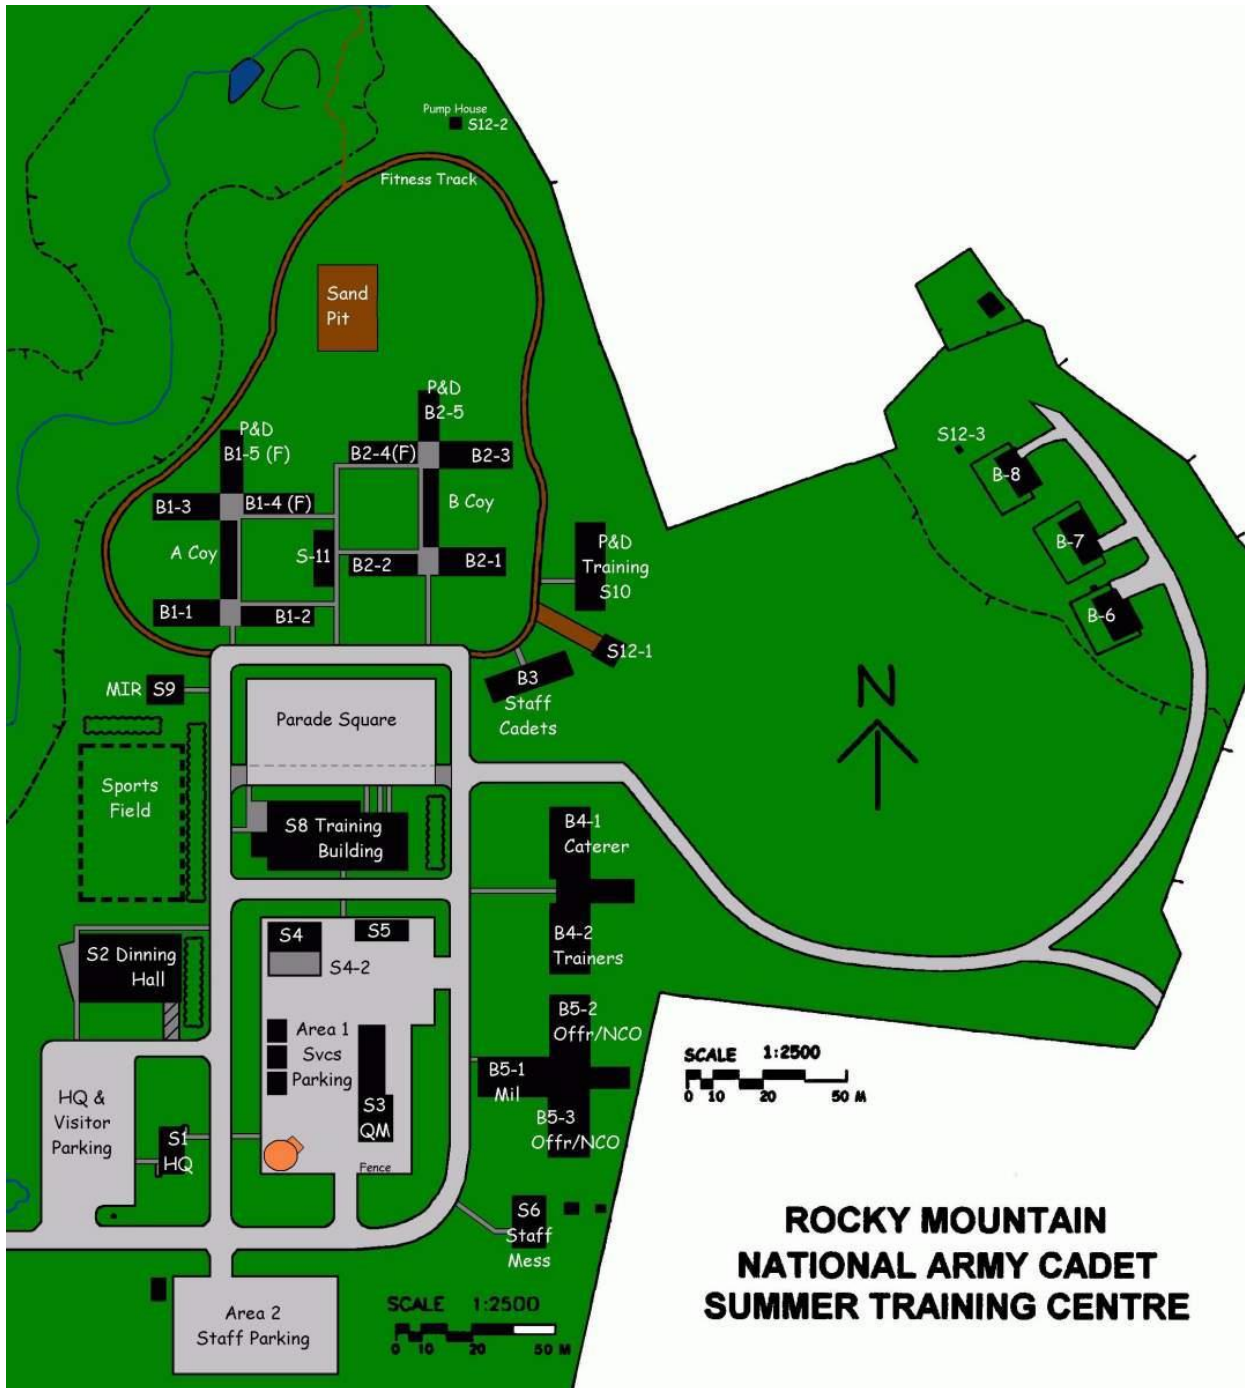 Pump House
S12-2
Fitness Track
Sand
Pit
P&D
B2-5
P&D
B1-5 (F)
B2-4(F)
B2-3
S12-3
B-8
B1-3
B1-4 (F)
B Coy
B-7
A Coy
S-11
B2-2
B2-1
P&D
Training
S10
B1-1
B1-2
B-6
S12-1
MIR
S9
B3
Staff
Cadets
N
Parade Square
Sports
Field
S8 Training
Building
B4-1
Caterer
S4
S5
B4-2
Trainers
S2 Dinning
Hall
S4-2
B5-2
Offr/NCO
Area 1
Svcs
Parking
B5-1
Mil
SCALE 1:2500
0 10 20 50 M
HQ &
Visitor
Parking
S3
QM
B5-3
Offr/NCO
S1
HQ
Fence
S6
Staff
Mess
ROCKY MOUNTAIN
NATIONAL ARMY CADET
SUMMER TRAINING CENTRE
Area 2
Staff Parking
SCALE 1:2500
0 10 20 50 M